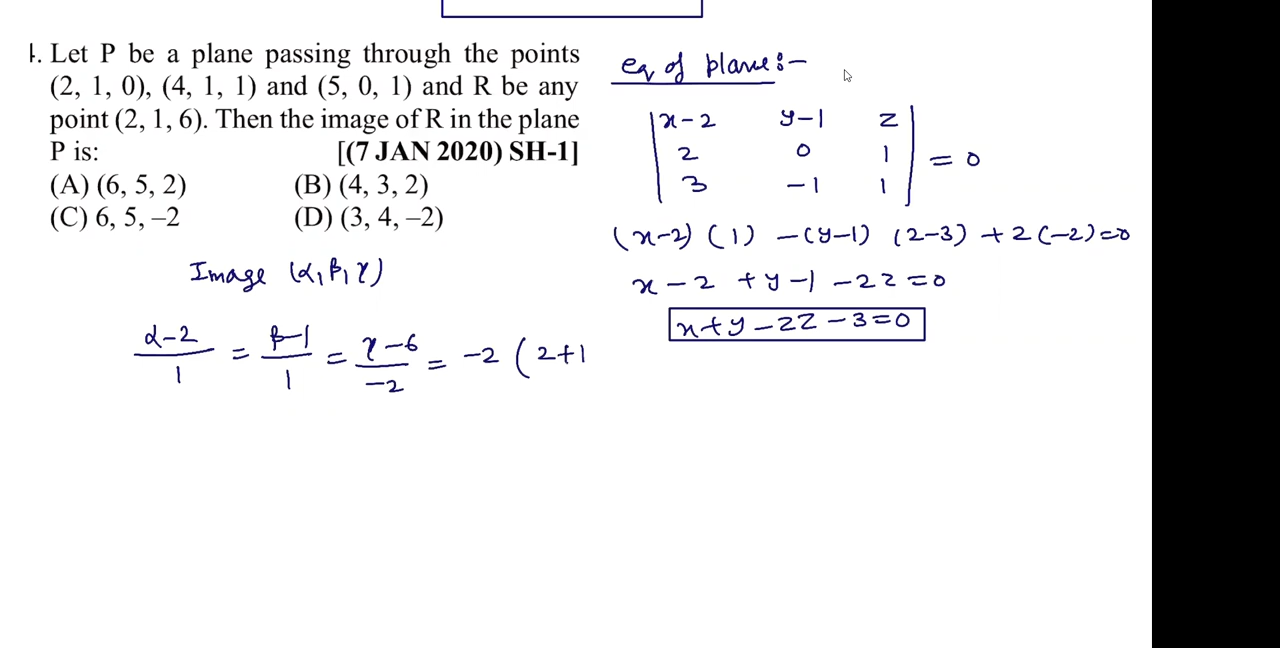 1. Let P be a plane passing through the points
(2, 1, 0), (4, 1, 1) and (5, 0, 1) and R be any
point (2, 1, 6). Then the image of R in the plane
P is: [(7 JAN 2020) SH-1]
(A) (6, 5, 2) (B) (4, 3, 2)
(C) 6, 5, –2 (D) (3, 4, –2)
Image (α, β, γ)
α-2 / 1 = β-1 / 1 = γ-6 / -2 = -2 ( 2+1
eq of plane:-
| x-2 y-1 z |
| 2 0 1 | = 0
| 3 -1 1 |
(x-2) (1) -(y-1) (2-3) + z(-2)=0
x-2 +y-1 -2z=0
x+y-2z-3=0